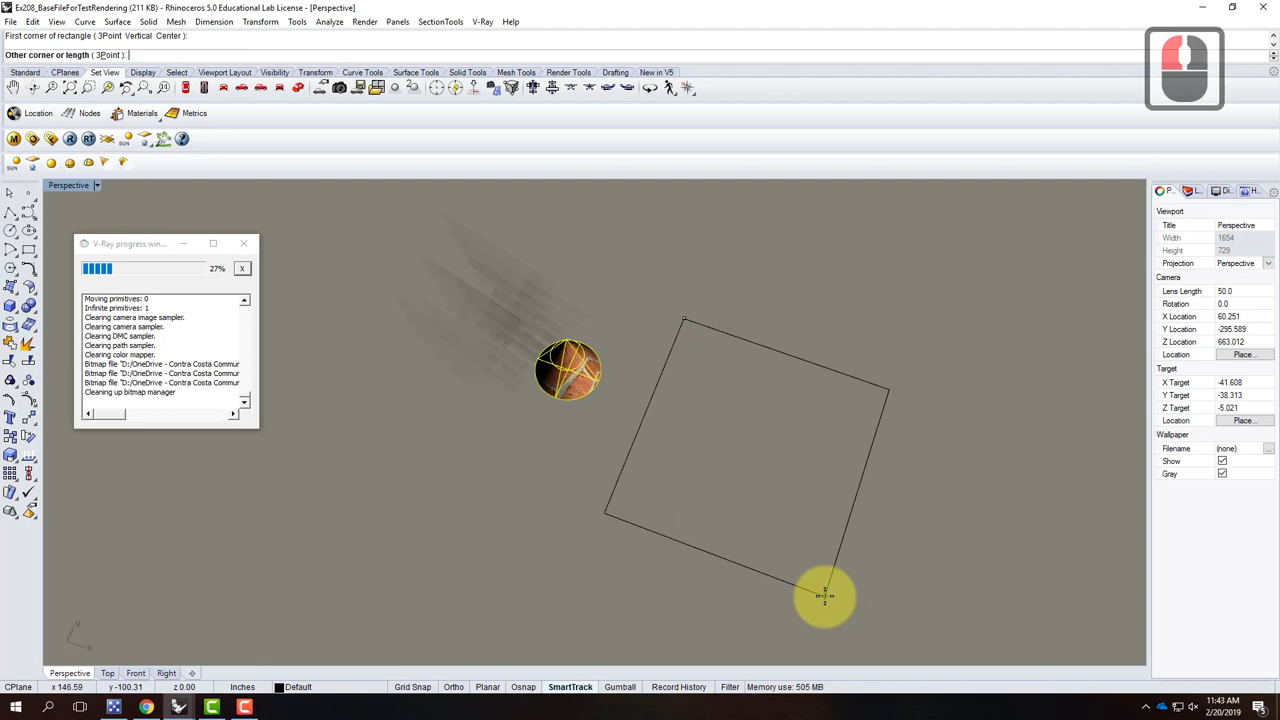 Ex208_BaseFileForTestRendering (211 KB) - Rhinoceros 5.0 Educational Lab License - [Perspective]
File Edit View Curve Surface Solid Mesh Dimension Transform Tools Analyze Render Panels SectionTools V-Ray Help
First corner of rectangle ( 3Point Vertical Center ):
Other corner or length ( 3Point ):
Standard CPlanes Set View Display Select Viewport Layout Visibility Transform Curve Tools Surface Tools Solid Tools Mesh Tools Render Tools Drafting New in V5
Location Nodes Materials Metrics
M R RT SUN
SUN
Perspective
P... L... Di... H...
Viewport
Title Perspective
Width 1654
Height 729
Projection Perspective
Camera
Lens Length 50.0
Rotation 0.0
X Location 60.251
Y Location -295.589
Z Location 663.012
Location Place...
Target
X Target -41.608
Y Target -38.313
Z Target -5.021
Location Place...
Wallpaper
Filename (none) ...
Show
Gray
V-Ray progress win...
27% X
Moving primitives: 0
Infinite primitives: 1
Clearing camera image sampler.
Clearing camera sampler.
Clearing DMC sampler.
Clearing path sampler.
Clearing color mapper.
Bitmap file "D:/OneDrive - Contra Costa Commur
Bitmap file "D:/OneDrive - Contra Costa Commur
Bitmap file "D:/OneDrive - Contra Costa Commur
Cleaning up bitmap manager
y
x
Perspective Top Front Right
CPlane x 146.59 y -100.31 z 0.00 Inches Default Grid Snap Ortho Planar Osnap SmartTrack Gumball Record History Filter Memory use: 505 MB
11:43 AM
2/20/2019
5